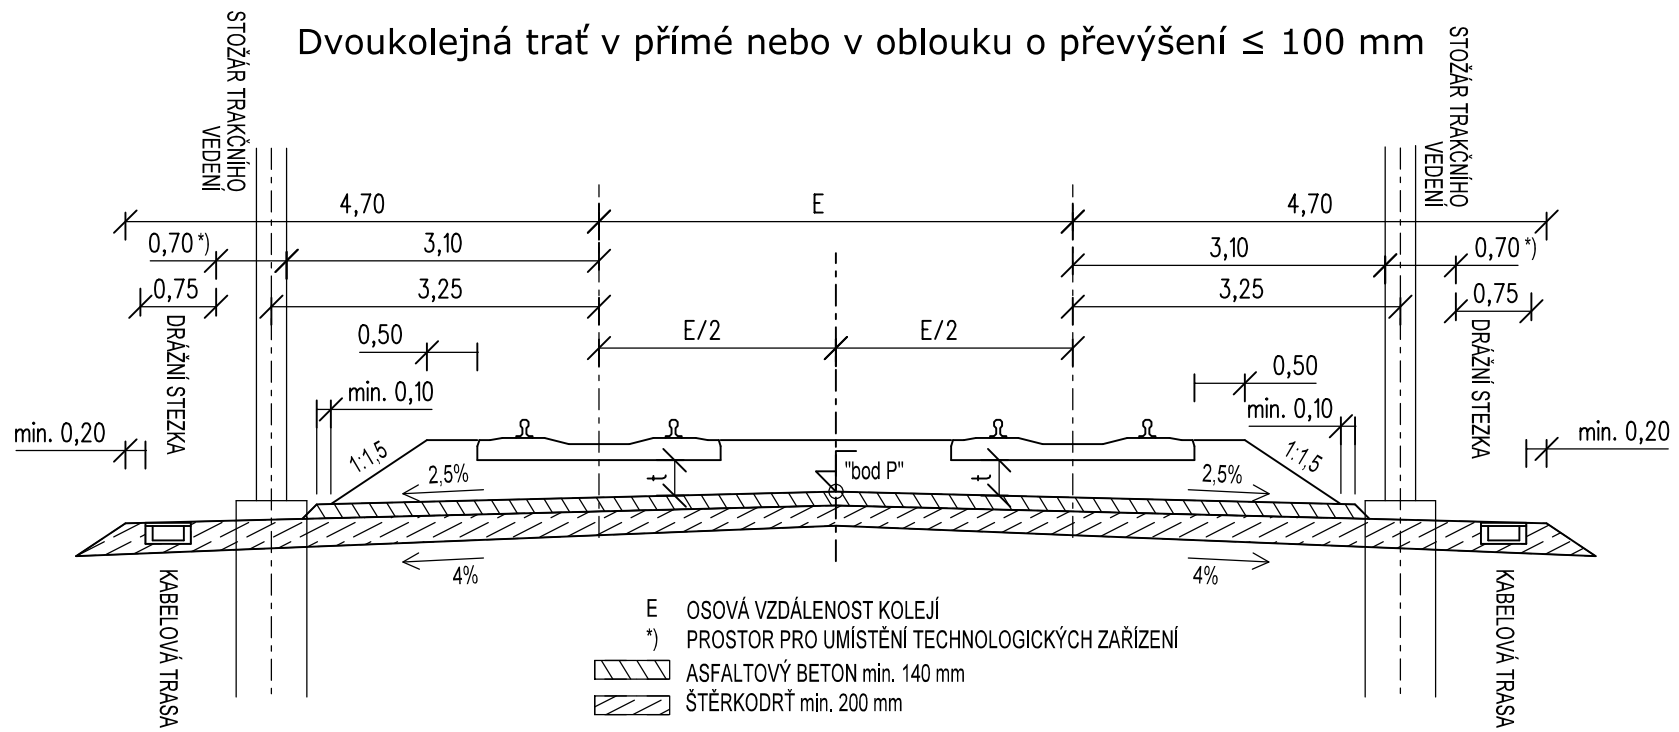 Dvoukolejná trať v přímé nebo v oblouku o převýšení ≤ 100 mm
STOŽÁR TRAKČNÍHO
VEDENÍ
STOŽÁR TRAKČNÍHO
VEDENÍ
4,70
E
4,70
0,70 *)
3,10
3,10
0,70 *)
0,75
3,25
3,25
0,75
DRÁŽNÍ STEZKA
DRÁŽNÍ STEZKA
0,50
E/2
E/2
0,50
min. 0,10
min. 0,10
min. 0,20
min. 0,20
1:1,5
1:1,5
2,5%
t
"bod P"
t
2,5%
4%
4%
KABELOVÁ TRASA
KABELOVÁ TRASA
E OSOVÁ VZDÁLENOST KOLEJÍ
*) PROSTOR PRO UMÍSTĚNÍ TECHNOLOGICKÝCH ZAŘÍZENÍ
ASFALTOVÝ BETON min. 140 mm
ŠTĚRKODRŤ min. 200 mm